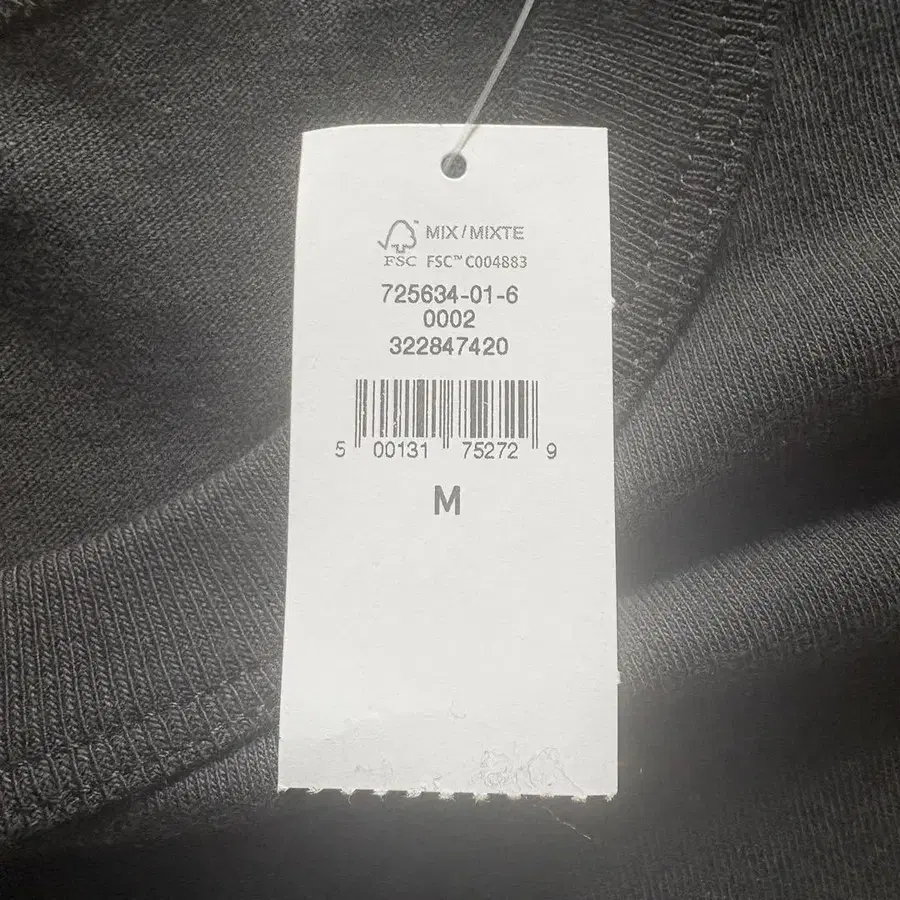 MIX / MIXTE
FSC FSC™ C004883
725634-01-6
0002
322847420
5 00131 75272 9
M